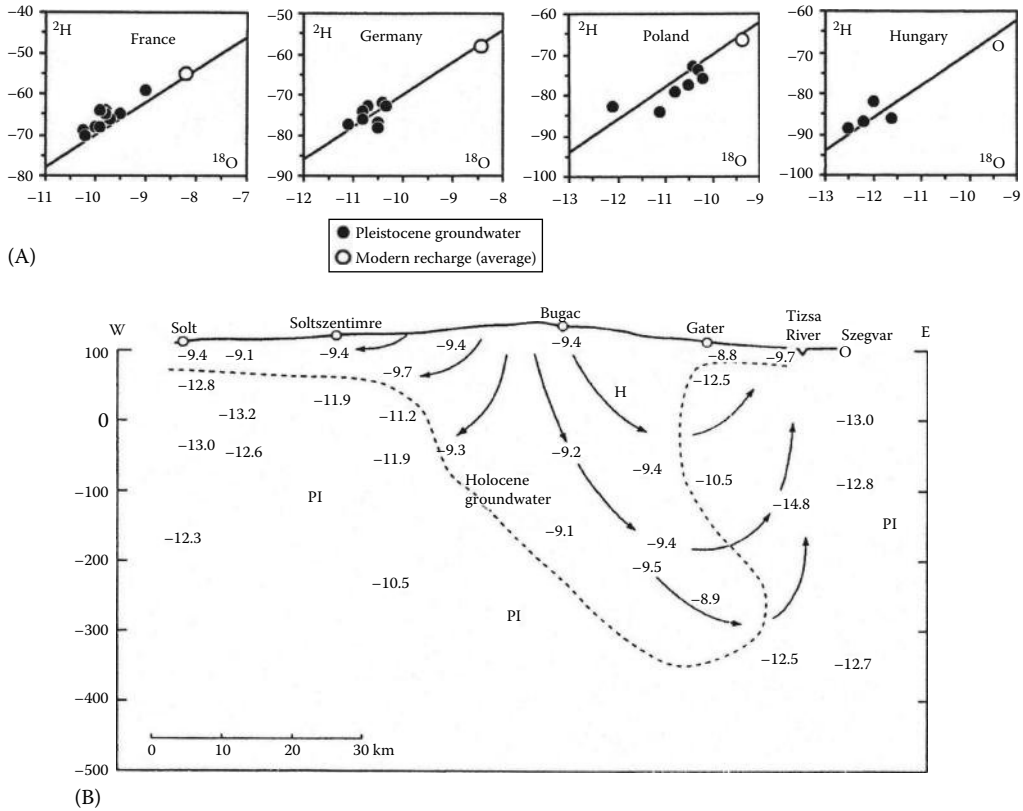 −40
−50
−60
−70
−80
²H
France
¹⁸O
−11 −10 −9 −8 −7
−50
−60
−70
−80
−90
²H
Germany
¹⁸O
−12 −11 −10 −9 −8
−60
−70
−80
−90
−100
²H
Poland
¹⁸O
−13 −12 −11 −10 −9
−60
−70
−80
−90
−100
²H
Hungary
O
¹⁸O
−13 −12 −11 −10 −9
(A)
Pleistocene groundwater
Modern recharge (average)
W
Solt
Soltszentimre
Bugac
Gater
Tizsa
River
Szegvar
E
100
0
−100
−200
−300
−400
−500
−9.4 −9.1 −9.4 −9.4 −9.4 −8.8 −9.7
−12.8 −9.7 −12.5
−13.2 −11.9 −11.2 H −13.0
−13.0 −12.6 −11.9 −9.3 −9.2 −9.4 −10.5
Holocene
groundwater
−12.8
PI −14.8 PI
−9.1 −9.4
−12.3 −9.5
−10.5 −8.9
PI
−12.5 −12.7
0 10 20 30 km
(B)